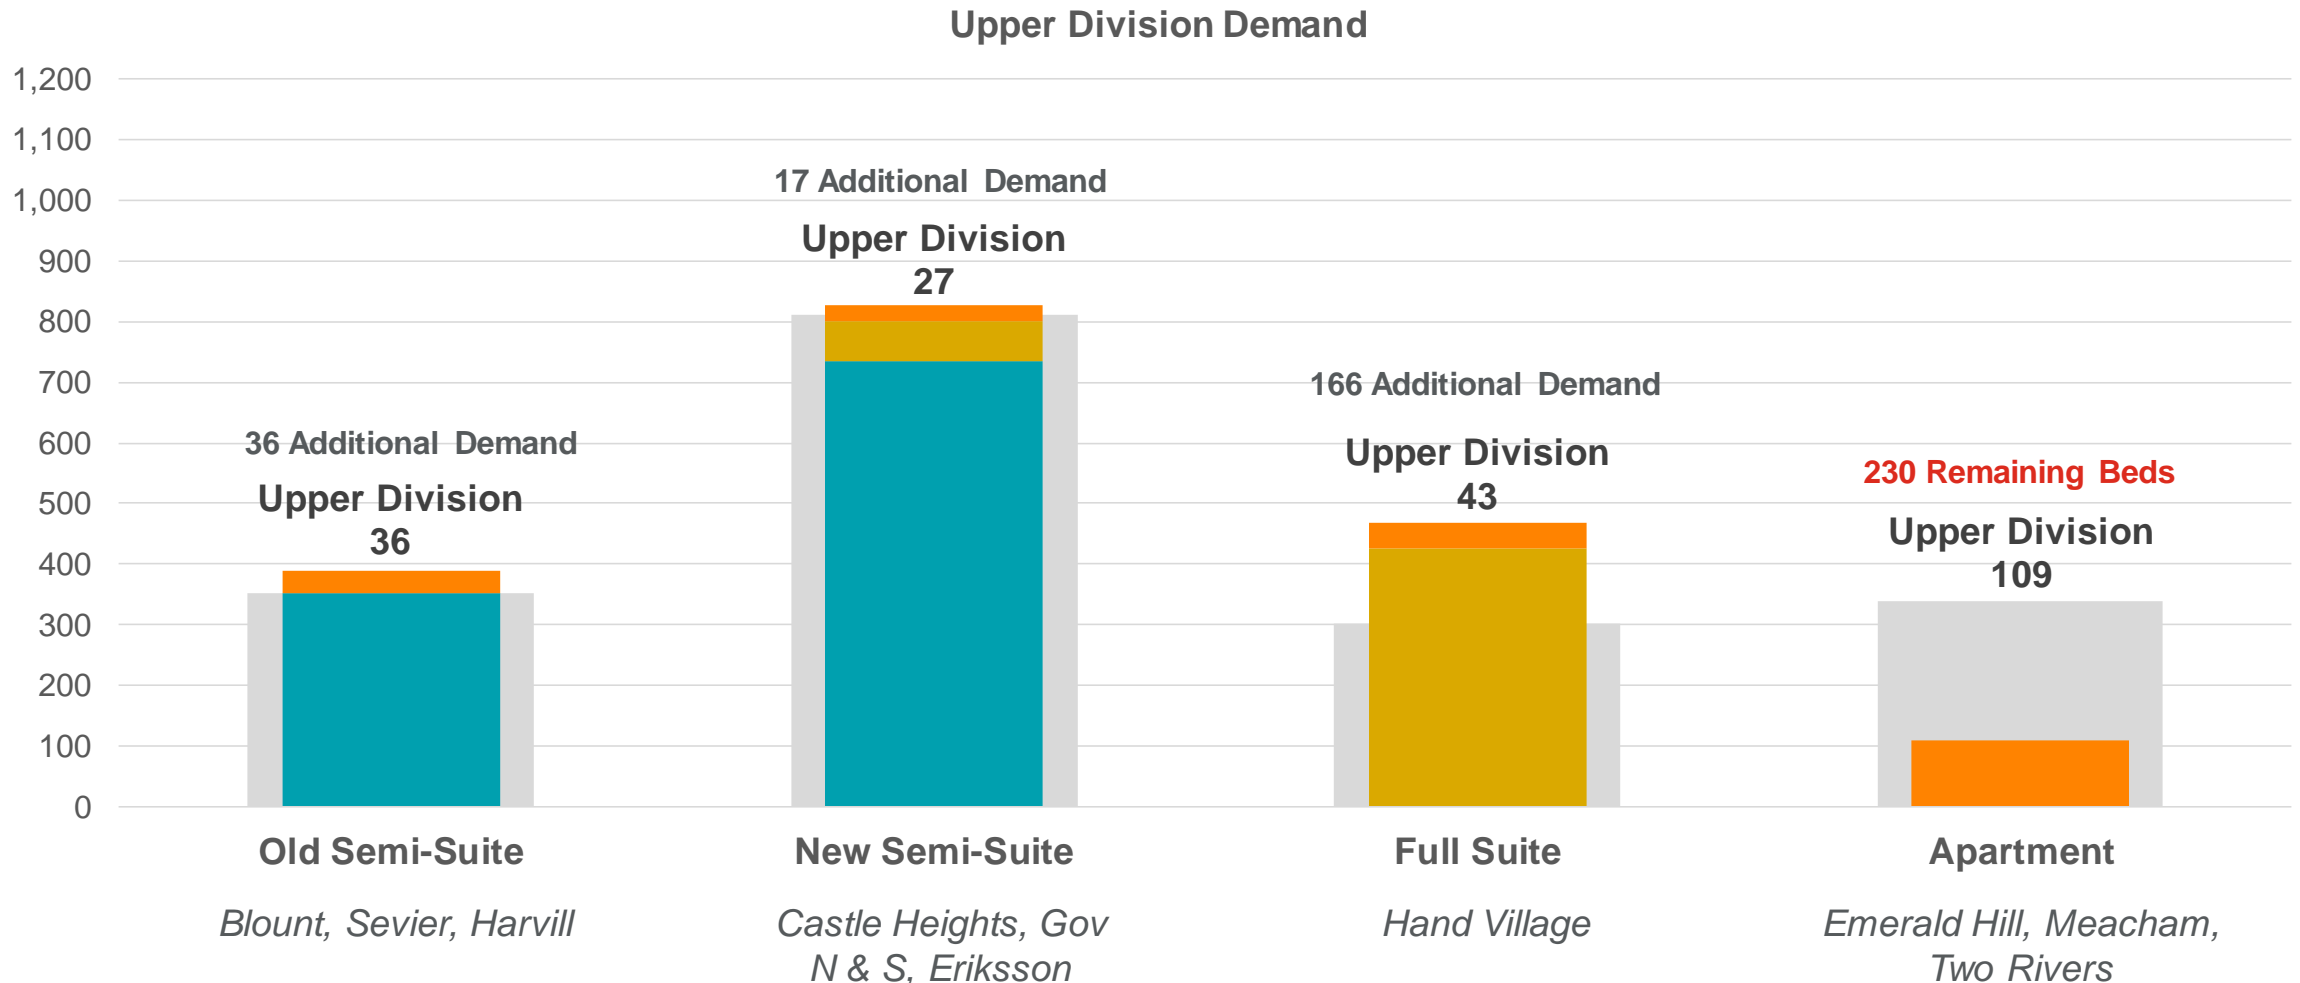 Upper Division Demand
1,200
1,100
1,000
900
800
700
600
500
400
300
200
100
0
36 Additional Demand
Upper Division
36
17 Additional Demand
Upper Division
27
166 Additional Demand
Upper Division
43
230 Remaining Beds
Upper Division
109
Old Semi-Suite
Blount, Sevier, Harvill
New Semi-Suite
Castle Heights, Gov
N & S, Eriksson
Full Suite
Hand Village
Apartment
Emerald Hill, Meacham,
Two Rivers